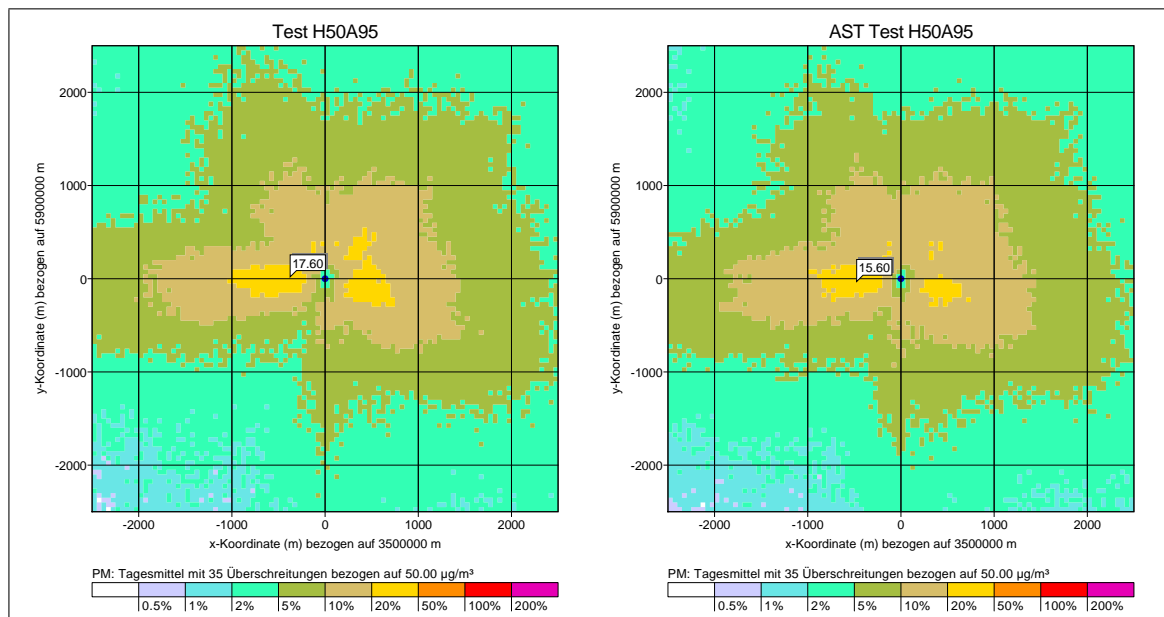 Test H50A95
2000
1000
0
-1000
-2000
y-Koordinate (m) bezogen auf 5900000 m
17.60
-2000 -1000 0 1000 2000
x-Koordinate (m) bezogen auf 3500000 m
PM: Tagesmittel mit 35 Überschreitungen bezogen auf 50.00 µg/m³
0.5% 1% 2% 5% 10% 20% 50% 100% 200%
AST Test H50A95
2000
1000
0
-1000
-2000
y-Koordinate (m) bezogen auf 5900000 m
15.60
-2000 -1000 0 1000 2000
x-Koordinate (m) bezogen auf 3500000 m
PM: Tagesmittel mit 35 Überschreitungen bezogen auf 50.00 µg/m³
0.5% 1% 2% 5% 10% 20% 50% 100% 200%